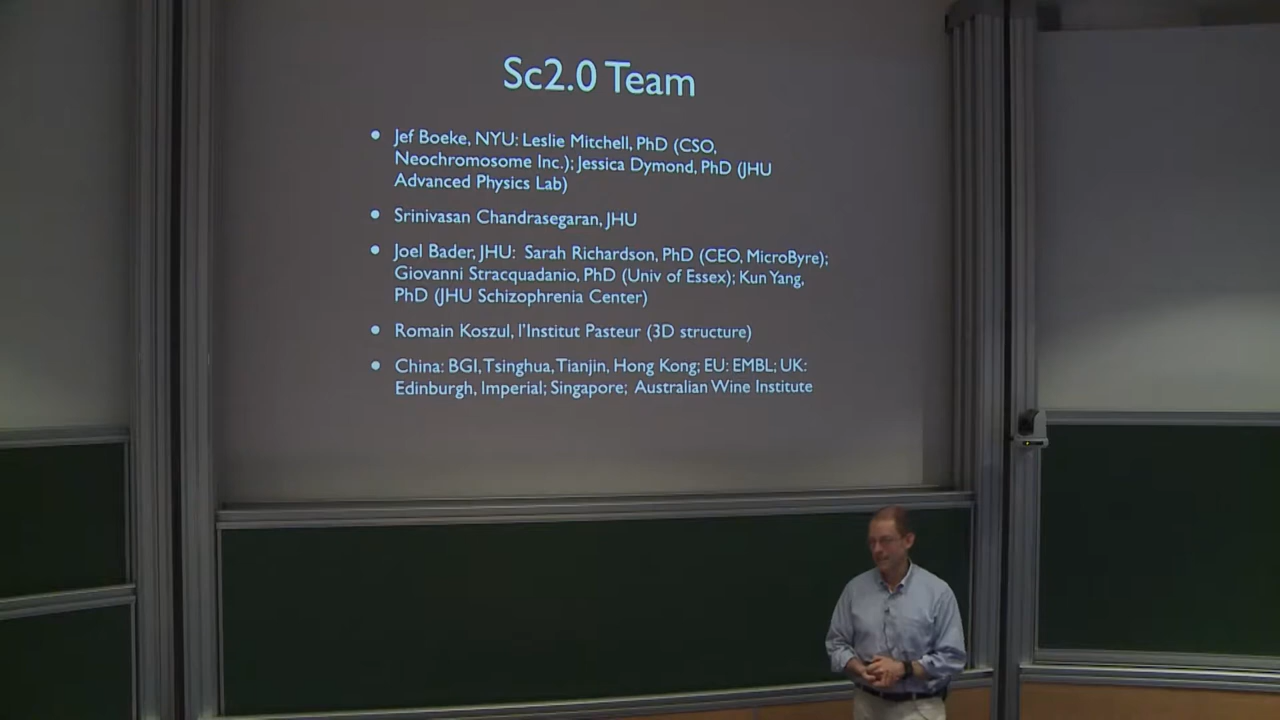 Sc2.0 Team
• Jef Boeke, NYU: Leslie Mitchell, PhD (CSO,
Neochromosome Inc.); Jessica Dymond, PhD (JHU
Advanced Physics Lab)
• Srinivasan Chandrasegaran, JHU
• Joel Bader, JHU: Sarah Richardson, PhD (CEO, MicroByre);
Giovanni Stracquadanio, PhD (Univ of Essex); Kun Yang,
PhD (JHU Schizophrenia Center)
• Romain Koszul, l'Institut Pasteur (3D structure)
• China: BGI, Tsinghua, Tianjin, Hong Kong; EU: EMBL; UK:
Edinburgh, Imperial; Singapore; Australian Wine Institute